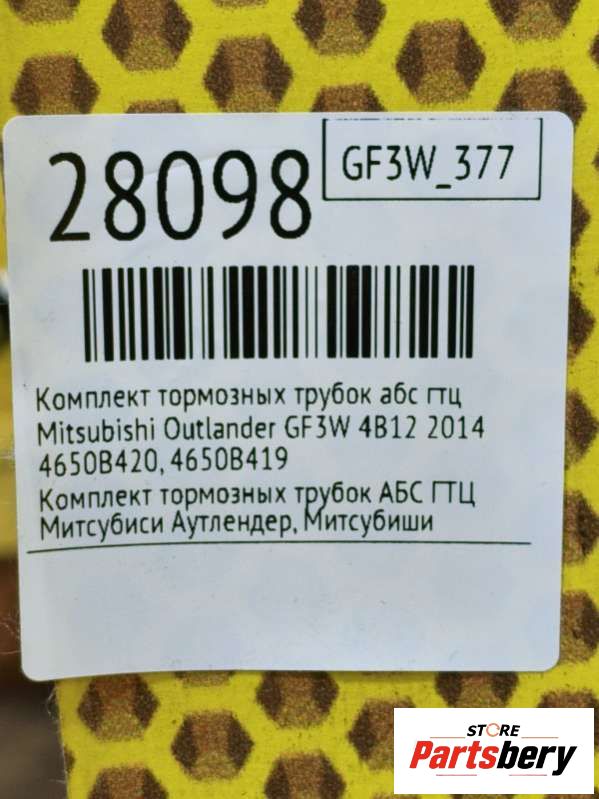 28098
GF3W_377
Комплект тормозных трубок абс гтц
Mitsubishi Outlander GF3W 4B12 2014
4650B420, 4650B419
Комплект тормозных трубок АБС ГТЦ
Митсубиси Аутлендер, Митсубиши
STORE
Partsbery